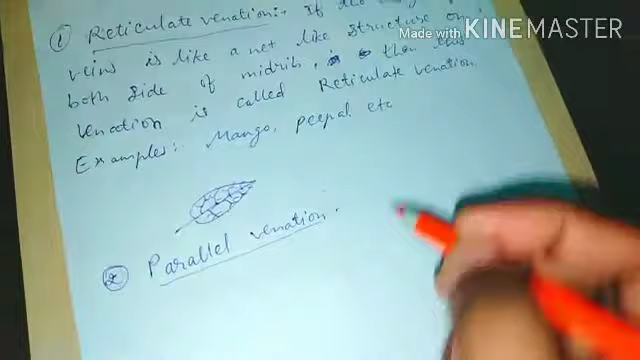 Made with KINEMASTER
① Reticulate venation:- If the
veins is like a net like structure on
both side of midrib, then this
venation is called Reticulate venation
Examples:- Mango, peepal etc
② Parallel venation.